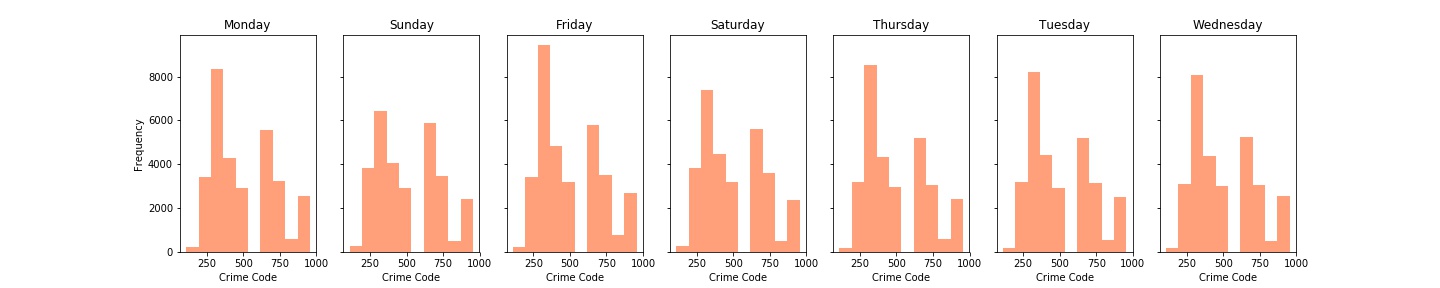 Monday Sunday Friday Saturday Thursday Tuesday Wednesday
Frequency
8000
6000
4000
2000
0
250 500 750 1000 250 500 750 1000 250 500 750 1000 250 500 750 1000 250 500 750 1000 250 500 750 1000 250 500 750 1000
Crime Code Crime Code Crime Code Crime Code Crime Code Crime Code Crime Code